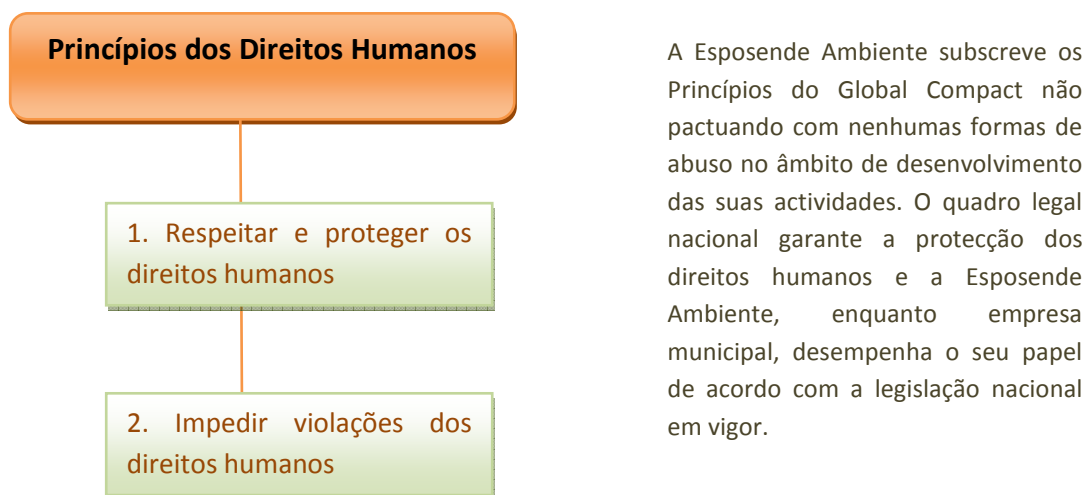 Princípios dos Direitos Humanos
1. Respeitar e proteger os
direitos humanos
2. Impedir violações dos
direitos humanos
A Esposende Ambiente subscreve os
Princípios do Global Compact não
pactuando com nenhumas formas de
abuso no âmbito de desenvolvimento
das suas actividades. O quadro legal
nacional garante a protecção dos
direitos humanos e a Esposende
Ambiente, enquanto empresa
municipal, desempenha o seu papel
de acordo com a legislação nacional
em vigor.